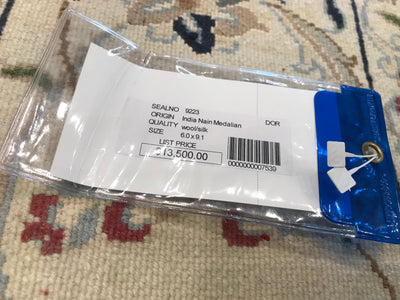 SEALNO 9223
ORIGIN India Nain Medalian DOR
QUALITY wool/silk
SIZE 6.0 x 9.1
LIST PRICE
$13,500.00
0000000007539